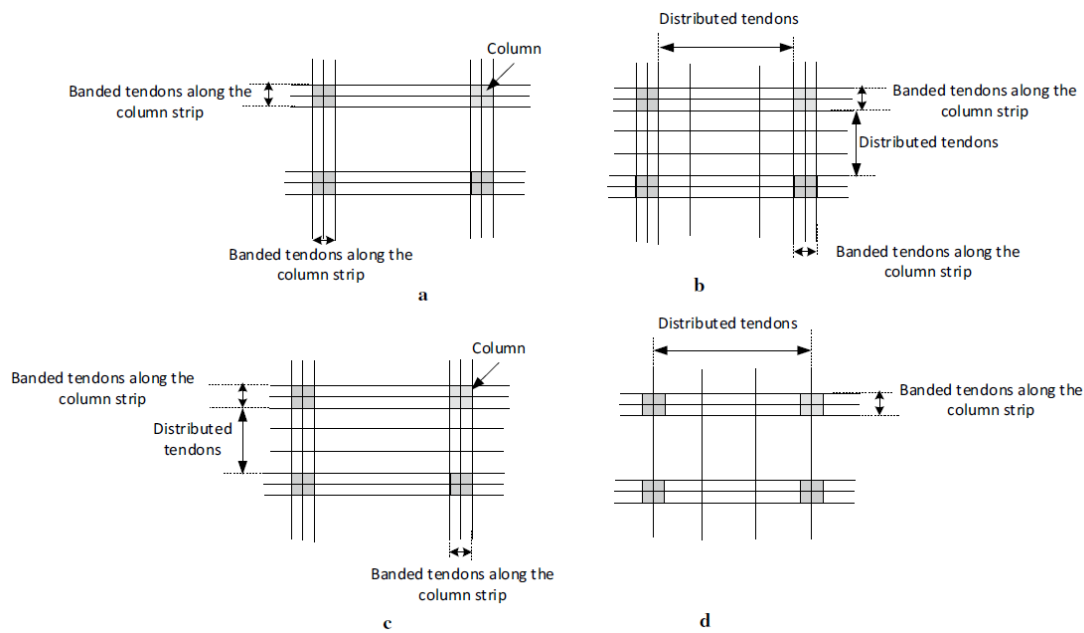 Column
Banded tendons along the
column strip
Banded tendons along the
column strip
a
Distributed tendons
Banded tendons along the
column strip
Distributed tendons
Banded tendons along the
column strip
b
Column
Banded tendons along the
column strip
Distributed
tendons
Banded tendons along the
column strip
c
Distributed tendons
Banded tendons along the
column strip
d